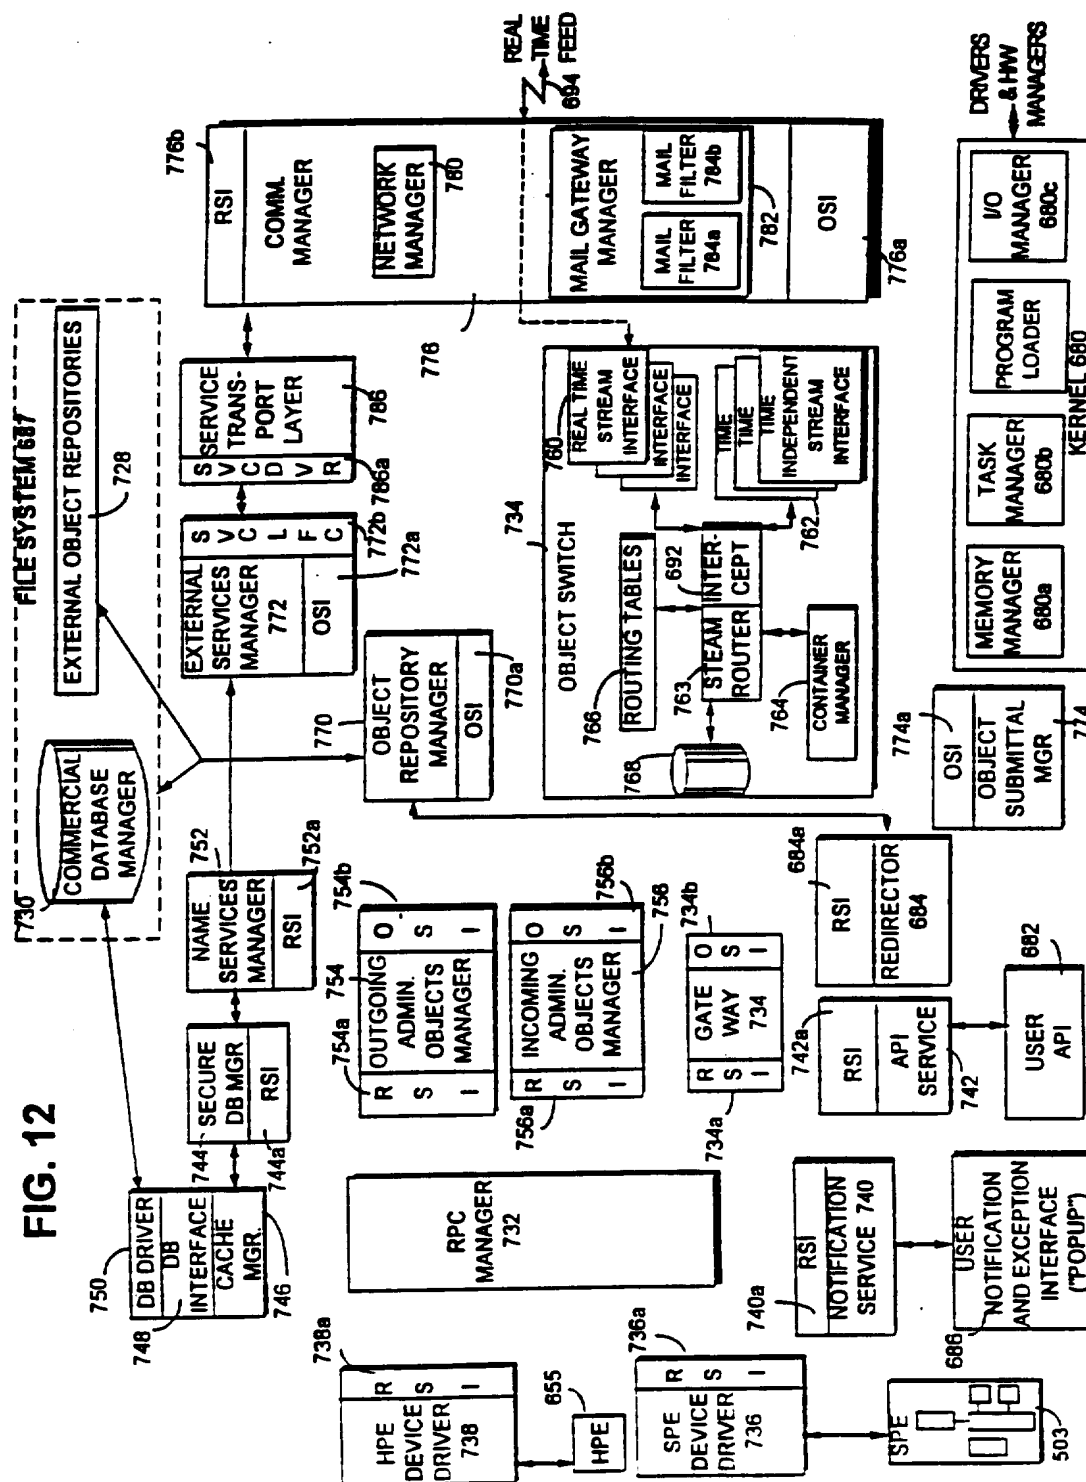 FIG. 12
FILE SYSTEM 687
EXTERNAL OBJECT REPOSITORIES
728
COMMERCIAL
DATABASE
MANAGER
730
750
DB DRIVER
DB
INTERFACE
CACHE
MGR.
748
746
744
SECURE
DB MGR
RSI
744a
NAME
SERVICES
MANAGER
RSI
752
752a
EXTERNAL
SERVICES
MANAGER
772
OSI
S V C L F C
772b
772a
S V C D V R
SERVICE
TRANS-
PORT
LAYER
786
786a
776b
RSI
COMM.
MANAGER
NETWORK
MANAGER
780
776
MAIL GATEWAY
MANAGER
MAIL
FILTER
784a
MAIL
FILTER
784b
782
OSI
776a
REAL
TIME
FEED
694
770
OBJECT
REPOSITORY
MANAGER
OSI
770a
738a
HPE
DEVICE
DRIVER
738
R S I
HPE
655
736a
SPE
DEVICE
DRIVER
736
R S I
SPE
503
RPC
MANAGER
732
754a
R S I
OUTGOING
ADMIN.
OBJECTS
MANAGER
O S I
754
754b
756a
R S I
INCOMING
ADMIN.
OBJECTS
MANAGER
O S I
756b
756
734a
R S I
GATE
WAY
734
O S I
734b
734
OBJECT SWITCH
766
ROUTING TABLES
692
763
STEAM
ROUTER
INTER-
CEPT
764
CONTAINER
MANAGER
768
760
REAL TIME
STREAM
INTERFACE
INTERFACE
INTERFACE
TIME
TIME
TIME
INDEPENDENT
STREAM
INTERFACE
762
740a
RSI
NOTIFICATION
SERVICE 740
USER
NOTIFICATION
AND EXCEPTION
INTERFACE
("POPUP")
686
742a
RSI
API
SERVICE
742
USER
API
682
684a
RSI
REDIRECTOR
684
774a
OSI
OBJECT
SUBMITTAL
MGR
774
MEMORY
MANAGER
680a
TASK
MANAGER
680b
PROGRAM
LOADER
I/O
MANAGER
680c
KERNEL 680
DRIVERS
& HW
MANAGERS